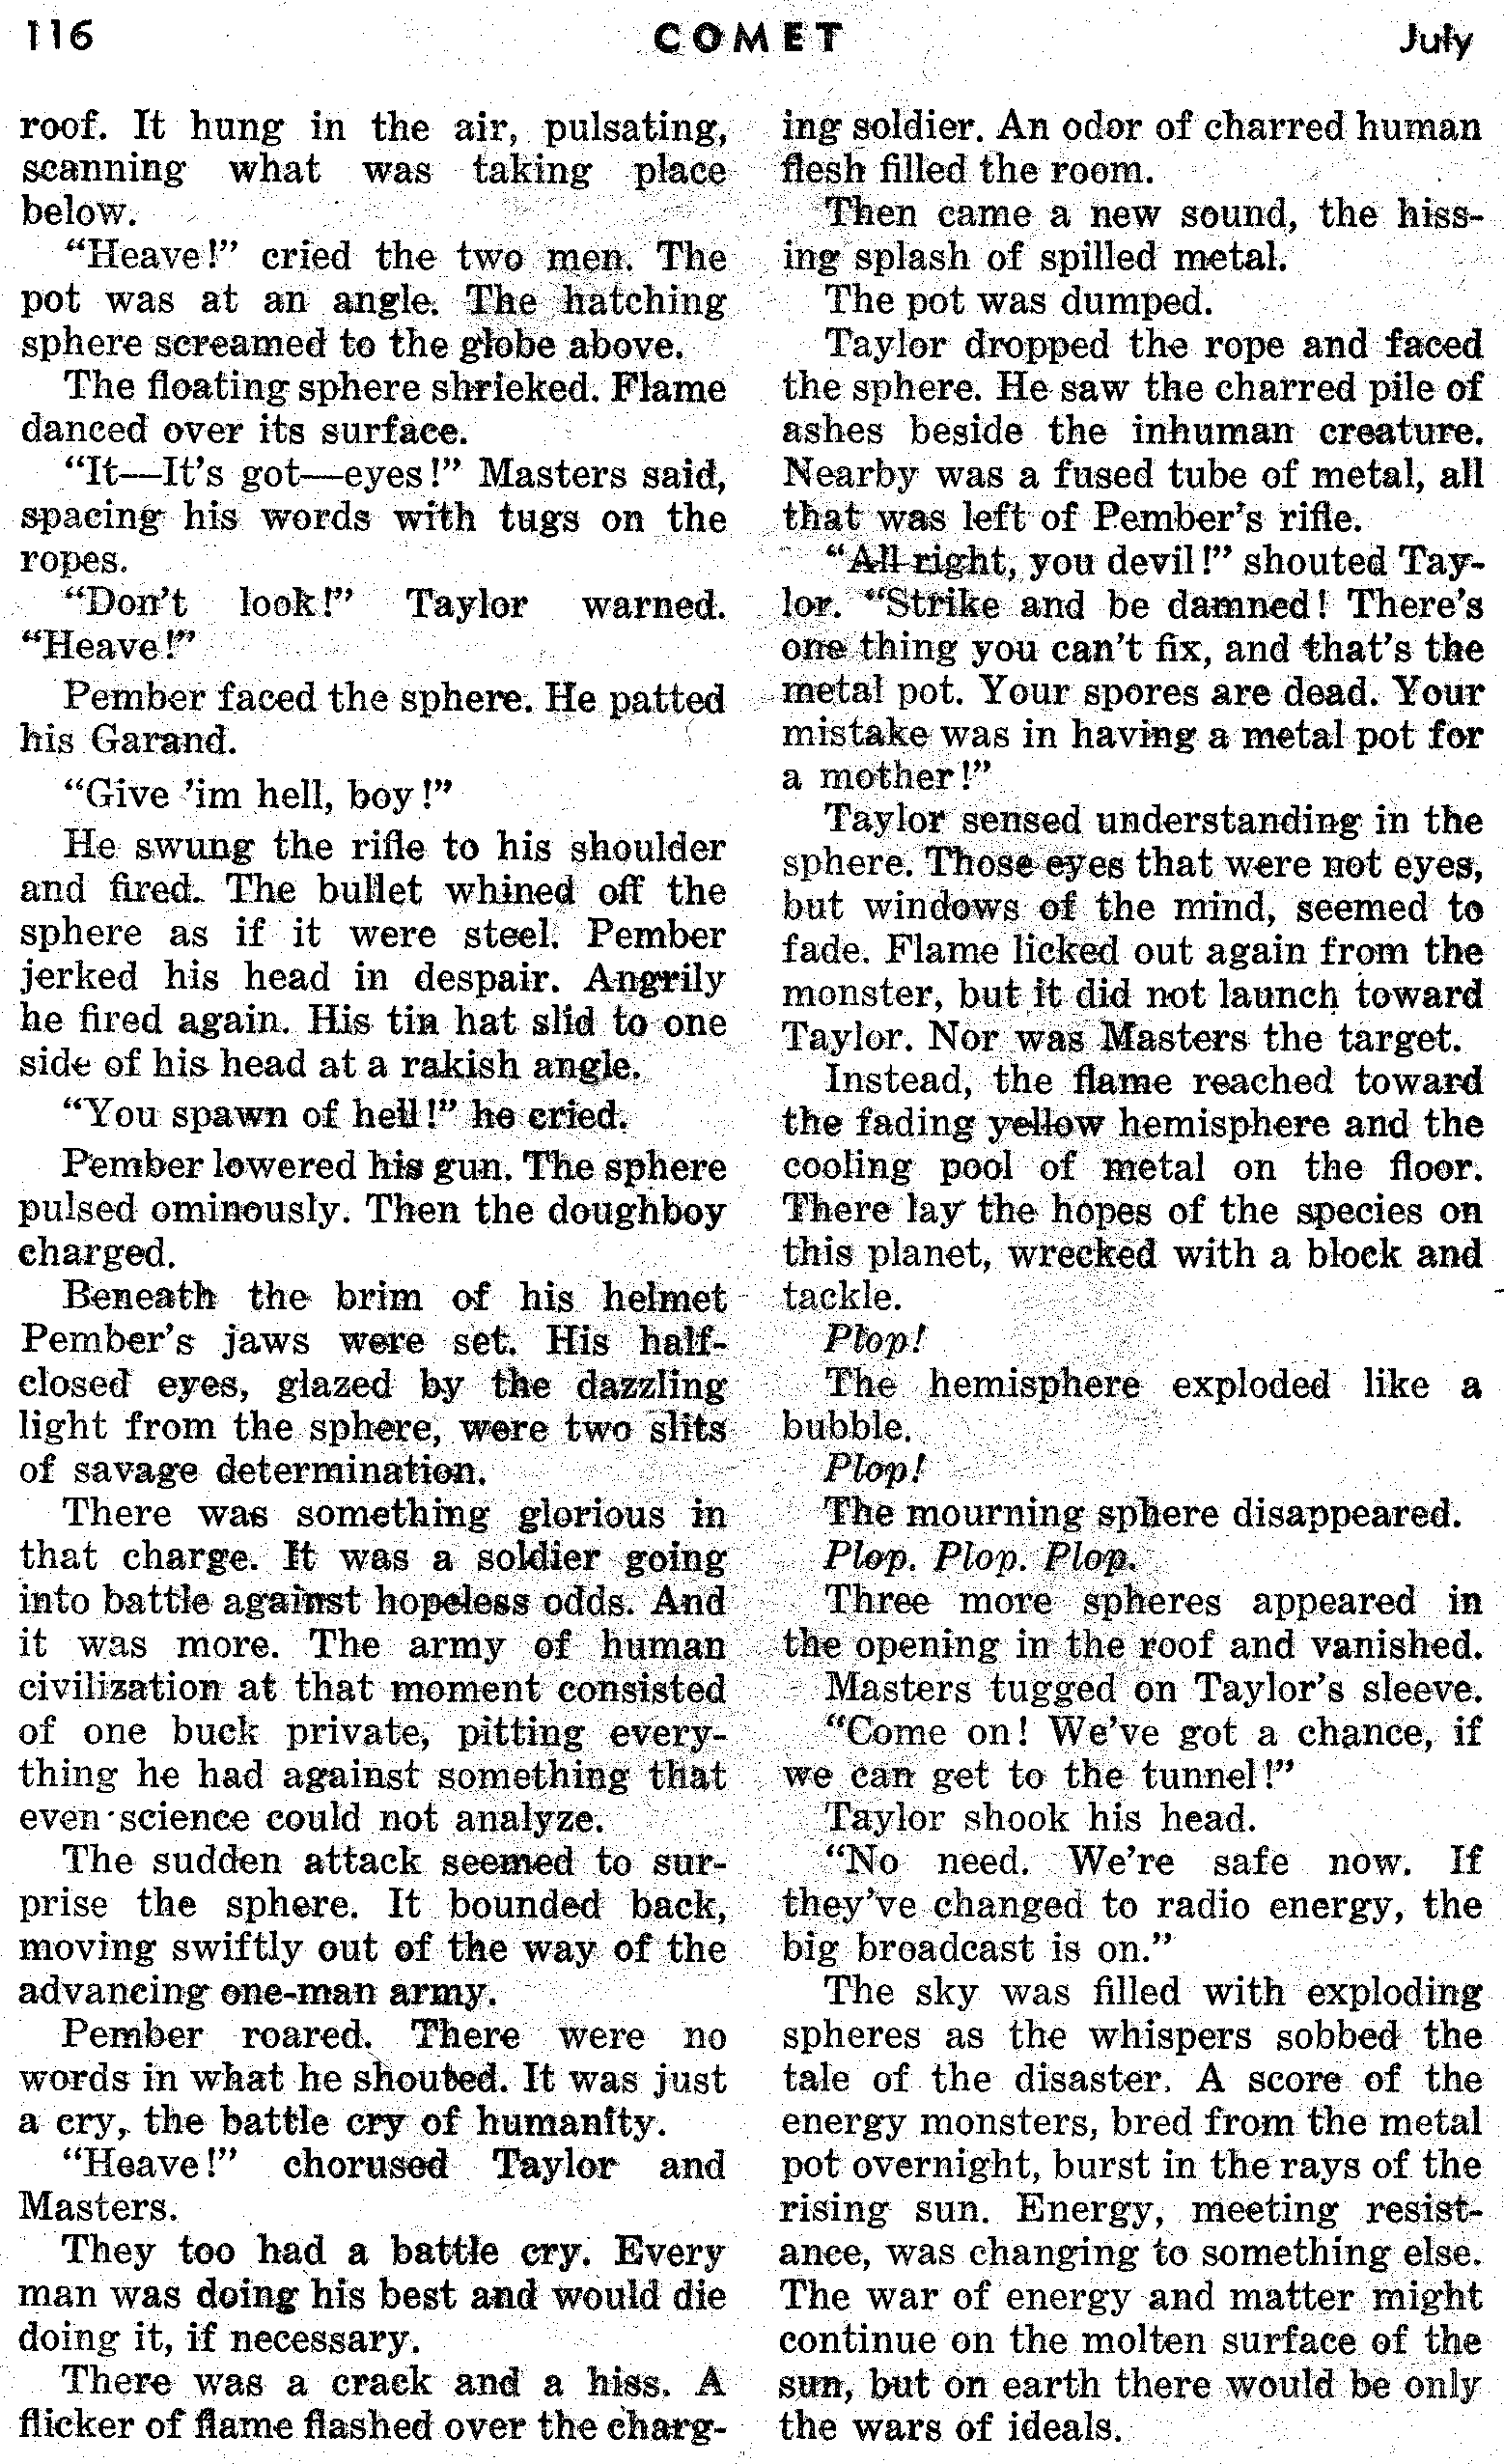 116 COMET July
roof. It hung in the air, pulsating,
scanning what was taking place
below.
“Heave!” cried the two men. The
pot was at an angle. The hatching
sphere screamed to the globe above.
The floating sphere shrieked. Flame
danced over its surface.
“It—It's got—eyes!” Masters said,
spacing his words with tugs on the
ropes.
“Don't look!” Taylor warned.
“Heave!”
Pember faced the sphere. He patted
his Garand.
“Give 'im hell, boy!”
He swung the rifle to his shoulder
and fired. The bullet whined off the
sphere as if it were steel. Pember
jerked his head in despair. Angrily
he fired again. His tin hat slid to one
side of his head at a rakish angle.
“You spawn of hell!” he cried.
Pember lowered his gun. The sphere
pulsed ominously. Then the doughboy
charged.
Beneath the brim of his helmet
Pember's jaws were set. His half-
closed eyes, glazed by the dazzling
light from the sphere, were two slits
of savage determination.
There was something glorious in
that charge. It was a soldier going
into battle against hopeless odds. And
it was more. The army of human
civilization at that moment consisted
of one buck private, pitting every-
thing he had against something that
even science could not analyze.
The sudden attack seemed to sur-
prise the sphere. It bounded back,
moving swiftly out of the way of the
advancing one-man army.
Pember roared. There were no
words in what he shouted. It was just
a cry, the battle cry of humanity.
“Heave!” chorused Taylor and
Masters.
They too had a battle cry. Every
man was doing his best and would die
doing it, if necessary.
There was a crack and a hiss. A
flicker of flame flashed over the charg-
ing soldier. An odor of charred human
flesh filled the room.
Then came a new sound, the hiss-
ing splash of spilled metal.
The pot was dumped.
Taylor dropped the rope and faced
the sphere. He saw the charred pile of
ashes beside the inhuman creature.
Nearby was a fused tube of metal, all
that was left of Pember's rifle.
“All right, you devil!” shouted Tay-
lor. “Strike and be damned! There's
one thing you can't fix, and that's the
metal pot. Your spores are dead. Your
mistake was in having a metal pot for
a mother!”
Taylor sensed understanding in the
sphere. Those eyes that were not eyes,
but windows of the mind, seemed to
fade. Flame licked out again from the
monster, but it did not launch toward
Taylor. Nor was Masters the target.
Instead, the flame reached toward
the fading yellow hemisphere and the
cooling pool of metal on the floor.
There lay the hopes of the species on
this planet, wrecked with a block and
tackle.
Plop!
The hemisphere exploded like a
bubble.
Plop!
The mourning sphere disappeared.
Plop. Plop. Plop.
Three more spheres appeared in
the opening in the roof and vanished.
Masters tugged on Taylor's sleeve.
“Come on! We've got a chance, if
we can get to the tunnel!”
Taylor shook his head.
“No need. We're safe now. If
they've changed to radio energy, the
big broadcast is on.”
The sky was filled with exploding
spheres as the whispers sobbed the
tale of the disaster. A score of the
energy monsters, bred from the metal
pot overnight, burst in the rays of the
rising sun. Energy, meeting resist-
ance, was changing to something else.
The war of energy and matter might
continue on the molten surface of the
sun, but on earth there would be only
the wars of ideals.